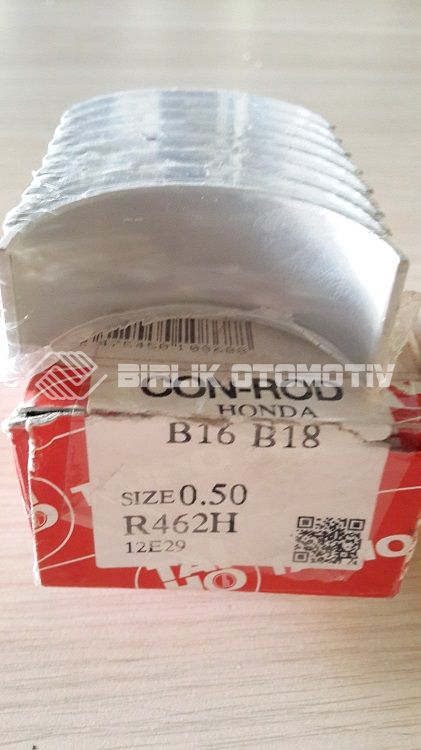 BIRLIK OTOMOTIV
CON-ROD
HONDA
B16 B18
SIZE 0.50
R462H
12E29